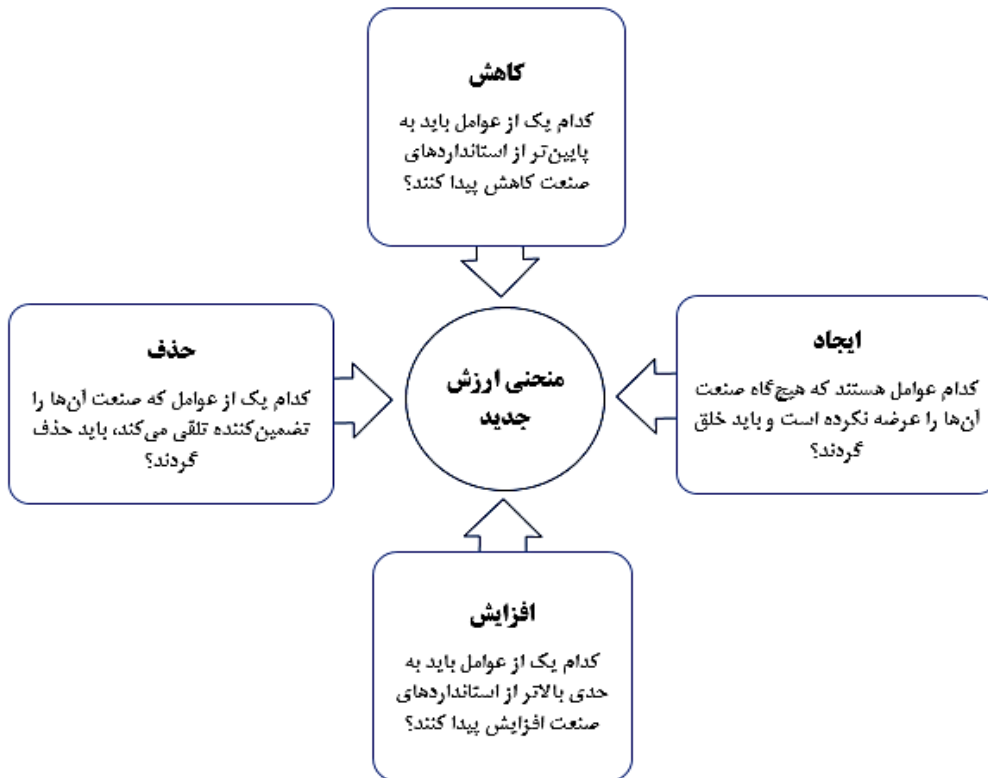 کاهش
کدام یک از عوامل باید به
پایین‌تر از استانداردهای
صنعت کاهش پیدا کنند؟
ایجاد
کدام عوامل هستند که هیچ‌گاه صنعت
آن‌ها را عرضه نکرده است و باید خلق
گردند؟
منحنی ارزش
جدید
حذف
کدام یک از عوامل که صنعت آن‌ها را
تضمین‌کننده تلقی می‌کند، باید حذف
گردند؟
افزایش
کدام یک از عوامل باید به
حدی بالاتر از استانداردهای
صنعت افزایش پیدا کنند؟